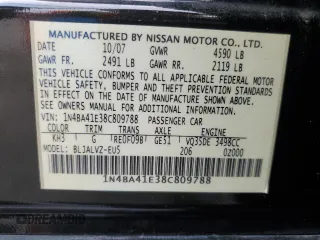 MANUFACTURED BY NISSAN MOTOR CO., LTD.
DATE 10/07 GVWR 4590 LB
GAWR FR 2491 LB GAWR RR 2119 LB
THIS VEHICLE CONFORMS TO ALL APPLICABLE FEDERAL MOTOR
VEHICLE SAFETY, BUMPER AND THEFT PREVENTION STANDARDS
IN EFFECT ON THE DATE OF MANUFACTURE SHOWN ABOVE.
SEE OWNERS MANUAL FOR ADDITIONAL INFORMATION.
VIN: 1N4BA41E38C809788 PASSENGER CAR
COLOR TRIM TRANS AXLE ENGINE
KH3 G RE0F09B GE51 VQ35DE 3498CC
MODEL: BLJALVZ-EUS 206 02000
1N4BA41E38C809788